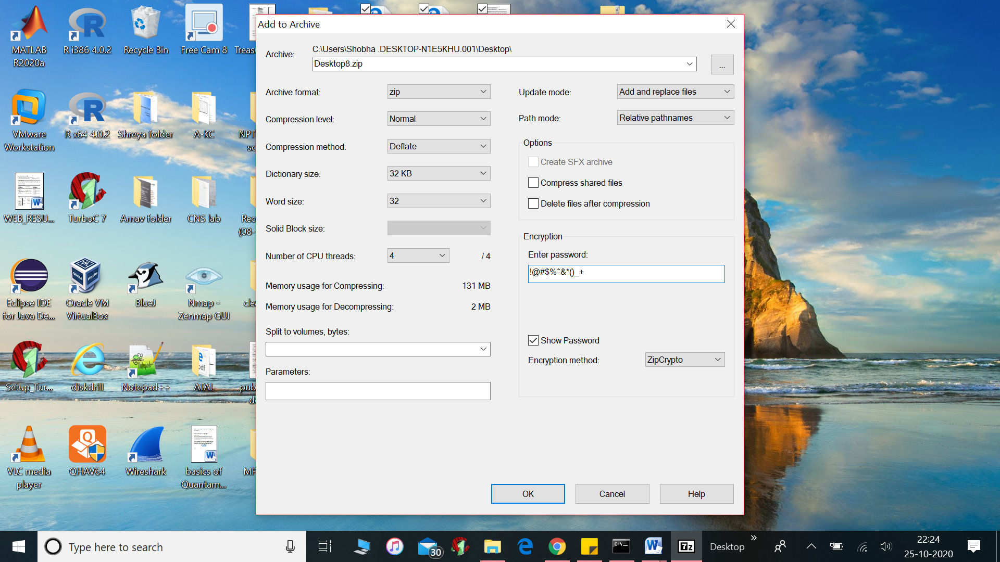 MATLAB
R2020a
R i386 4.0.2
Recycle Bin
Free Cam 8
Treas
VMware
Workstation
R x64 4.0.2
Shreya folder
A-KC
NPT
sc
WEB_RESU...
TurboC 7
Arnav folder
CNS lab
Rec
(08-
Eclipse IDE
for Java De...
Oracle VM
VirtualBox
BlueJ
Nmap -
Zenmap GUI
clea
Setup_Tur...
diskdrill
Notepad++
ATAL
pub
VLC media
player
QHAV64
Wireshark
basics of
Quantam...
MP
Add to Archive
Archive:
C:\Users\Shobha .DESKTOP-N1E5KHU.001\Desktop\
Desktop8.zip
...
Archive format:
zip
Compression level:
Normal
Compression method:
Deflate
Dictionary size:
32 KB
Word size:
32
Solid Block size:
Number of CPU threads:
4
/ 4
Memory usage for Compressing:
131 MB
Memory usage for Decompressing:
2 MB
Split to volumes, bytes:
Parameters:
Update mode:
Add and replace files
Path mode:
Relative pathnames
Options
Create SFX archive
Compress shared files
Delete files after compression
Encryption
Enter password:
!@#$%^&*()_+
Show Password
Encryption method:
ZipCrypto
OK
Cancel
Help
Type here to search
30
7z
Desktop
22:24
25-10-2020